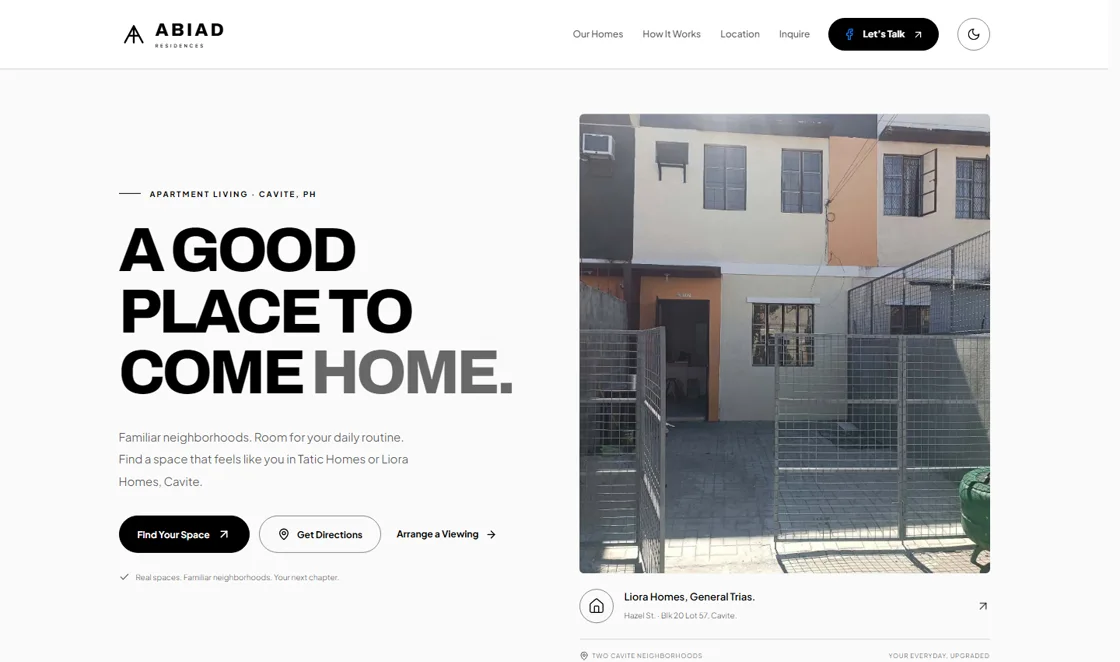 ABIAD
RESIDENCES
Our Homes
How It Works
Location
Inquire
Let's Talk
APARTMENT LIVING · CAVITE, PH
A GOOD
PLACE TO
COME HOME.
Familiar neighborhoods. Room for your daily routine.
Find a space that feels like you in Tatic Homes or Liora
Homes, Cavite.
Find Your Space
Get Directions
Arrange a Viewing
Real spaces. Familiar neighborhoods. Your next chapter.
Liora Homes, General Trias.
Hazel St. · Blk 20 Lot 57, Cavite.
TWO CAVITE NEIGHBORHOODS
YOUR EVERYDAY, UPGRADED